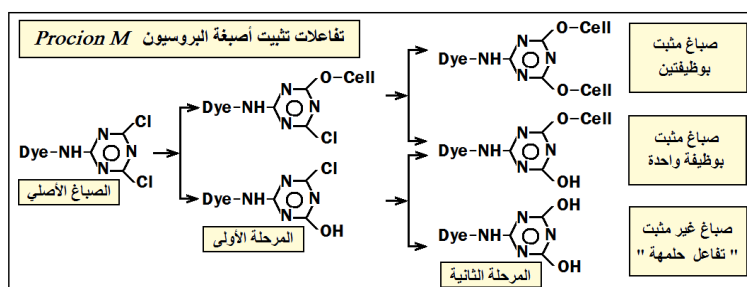 تفاعلات تثبيت أصبغة البروسيون Procion M
Dye-NH
N
N
N
Cl
Cl
الصباغ الأصلي
Dye-NH
N
N
N
O-Cell
Cl
Dye-NH
N
N
N
Cl
OH
المرحلة الأولى
Dye-NH
N
N
N
O-Cell
O-Cell
Dye-NH
N
N
N
O-Cell
OH
Dye-NH
N
N
N
OH
OH
المرحلة الثانية
صباغ مثبت
بوظيفتين
صباغ مثبت
بوظيفة واحدة
صباغ غير مثبت
" تفاعل حلمهة "